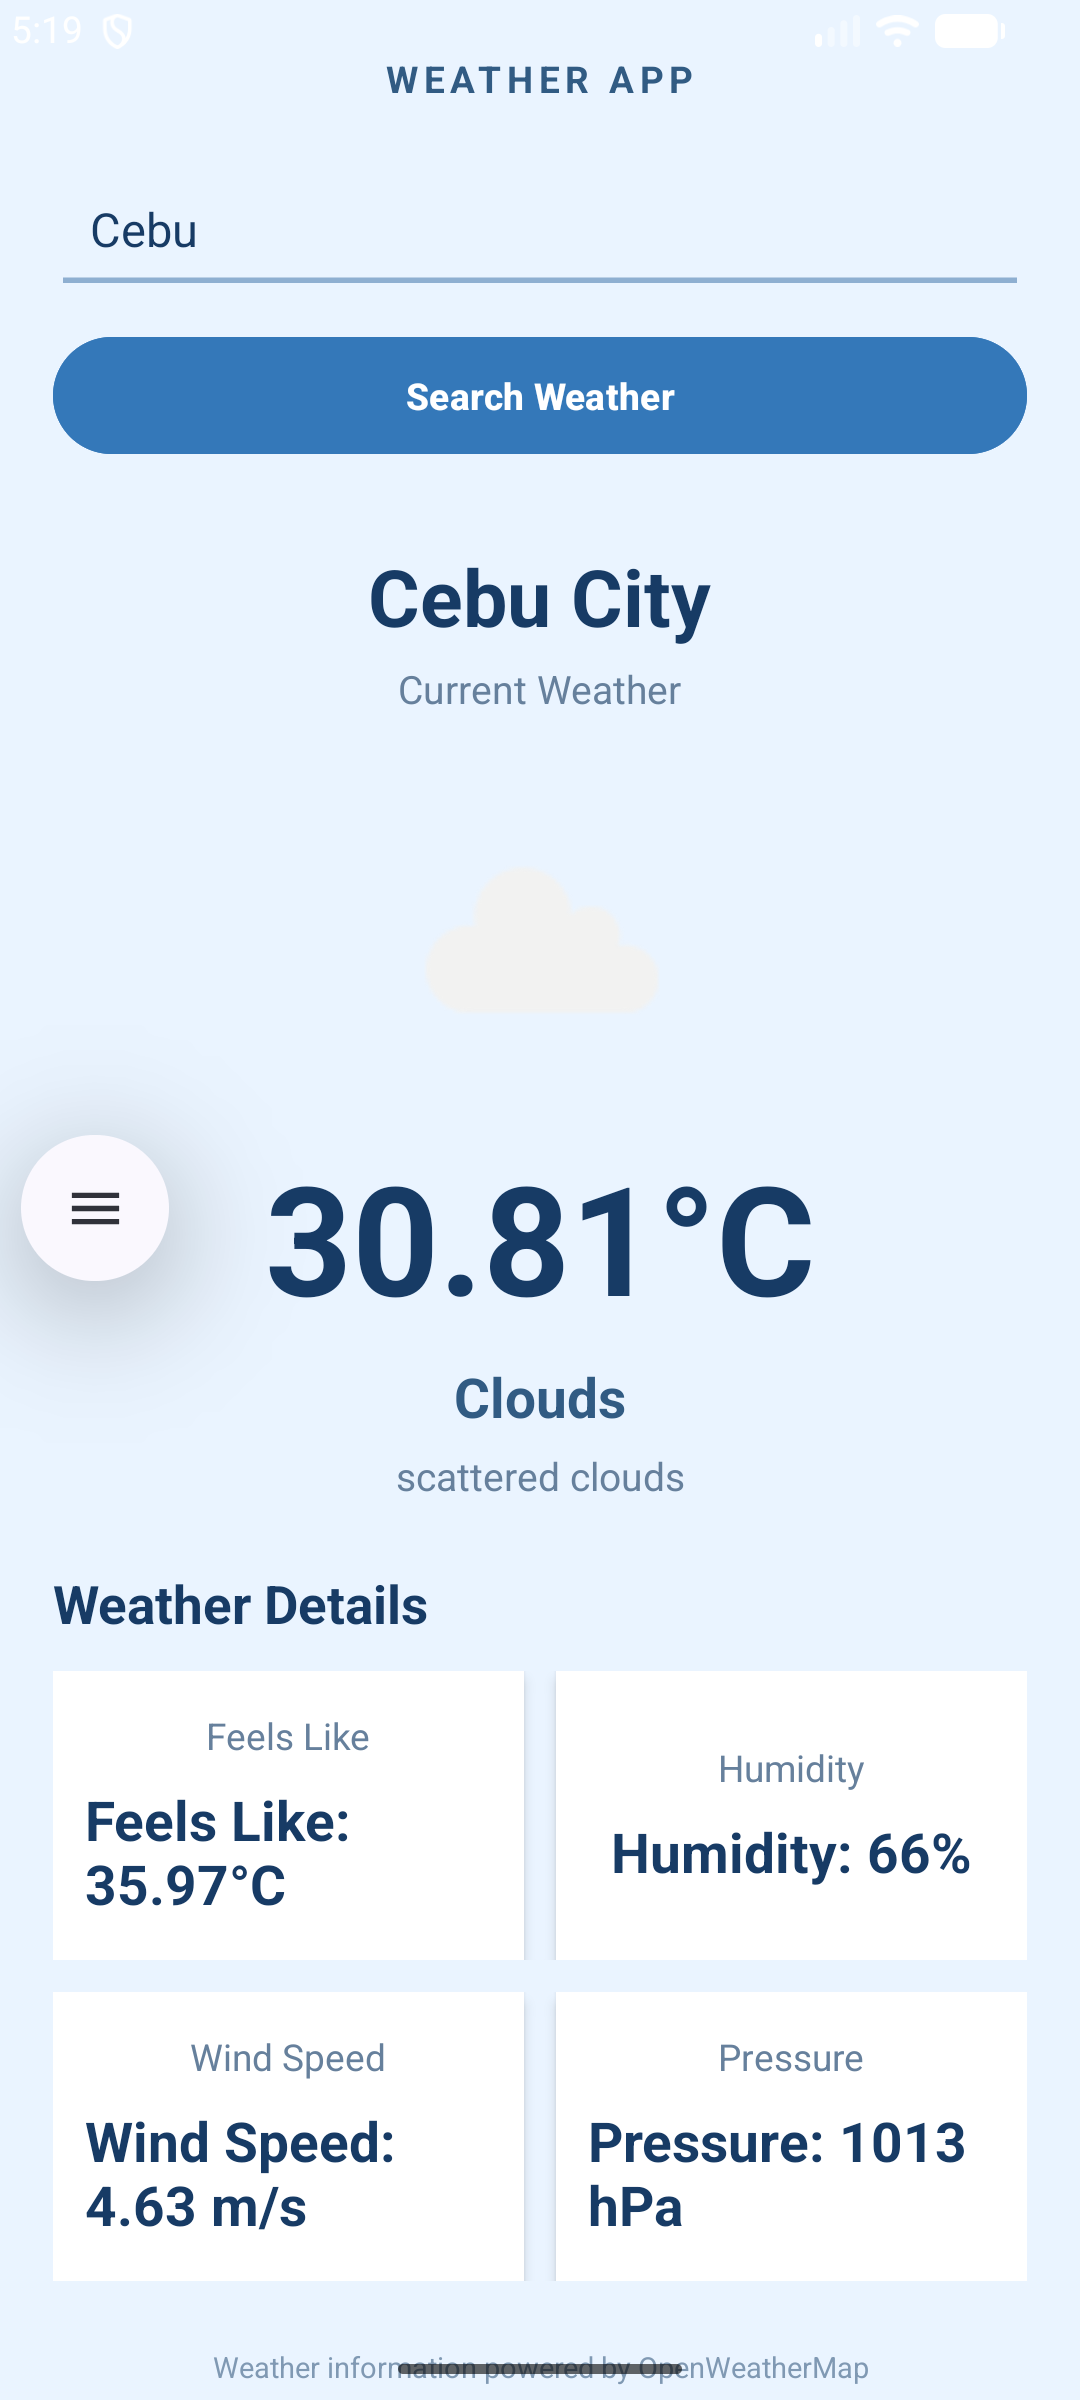 5:19
WEATHER APP
Cebu
Search Weather
Cebu City
Current Weather
30.81°C
Clouds
scattered clouds
Weather Details
Feels Like
Feels Like:
35.97°C
Humidity
Humidity: 66%
Wind Speed
Wind Speed:
4.63 m/s
Pressure
Pressure: 1013
hPa
Weather information powered by OpenWeatherMap